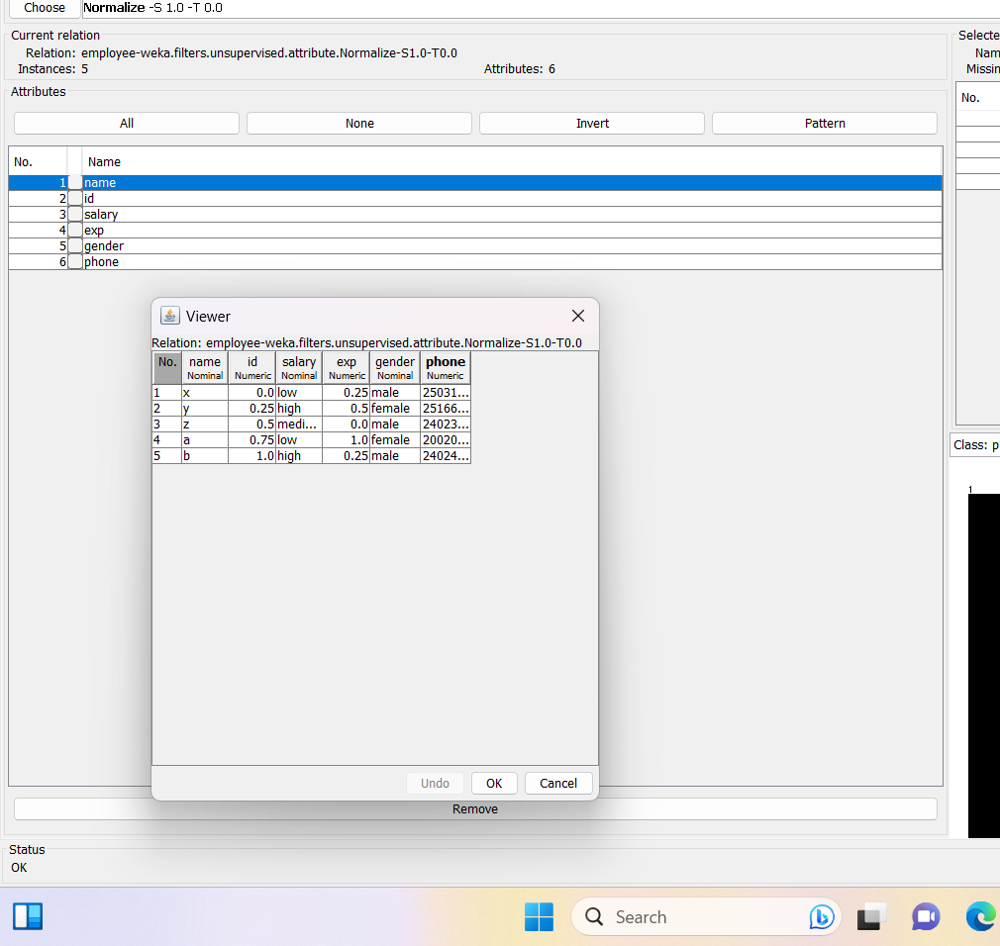 Choose Normalize -S 1.0 -T 0.0
Current relation
Relation: employee-weka.filters.unsupervised.attribute.Normalize-S1.0-T0.0
Instances: 5 Attributes: 6
Selecte
Nam
Missin
Attributes
All None Invert Pattern
No.
No. Name
1 name
2 id
3 salary
4 exp
5 gender
6 phone
Viewer
Relation: employee-weka.filters.unsupervised.attribute.Normalize-S1.0-T0.0
No. name id salary exp gender phone
Nominal Numeric Nominal Numeric Nominal Numeric
1 x 0.0 low 0.25 male 25031...
2 y 0.25 high 0.5 female 25166...
3 z 0.5 medi... 0.0 male 24023...
4 a 0.75 low 1.0 female 20020...
5 b 1.0 high 0.25 male 24024...
Class: p
1
Undo OK Cancel
Remove
Status
OK
Search